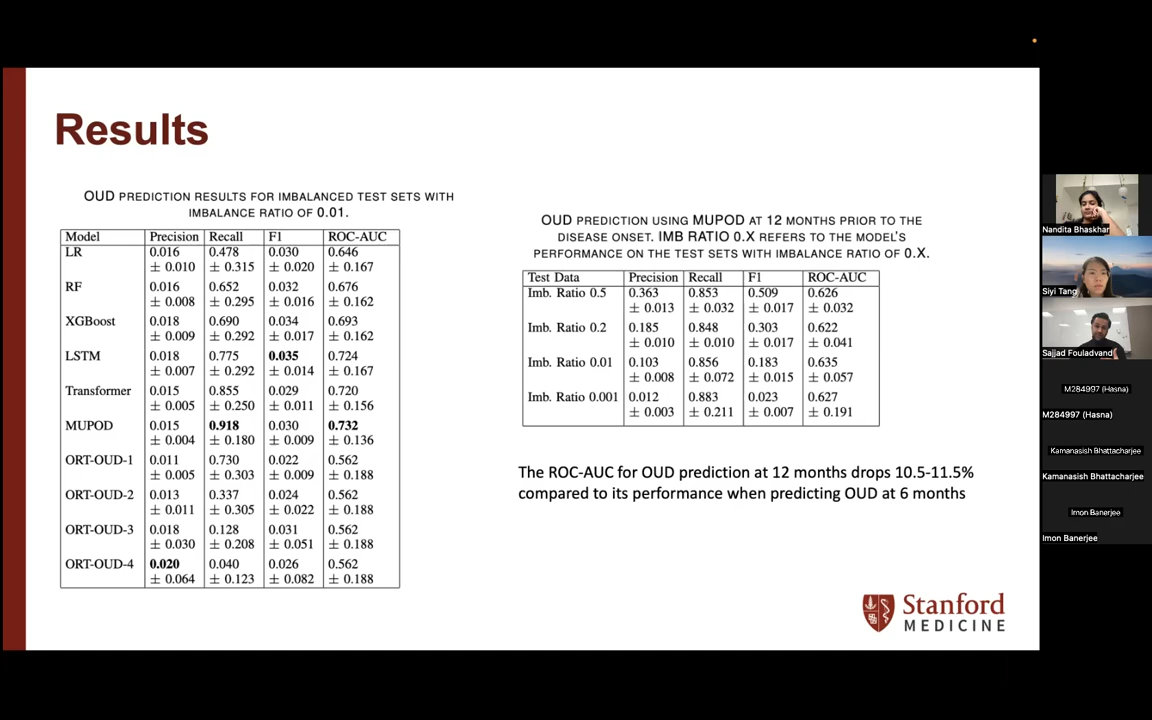 Results
OUD PREDICTION RESULTS FOR IMBALANCED TEST SETS WITH
IMBALANCE RATIO OF 0.01.
Model Precision Recall F1 ROC-AUC
LR 0.016 0.478 0.030 0.646
± 0.010 ± 0.315 ± 0.020 ± 0.167
RF 0.016 0.652 0.032 0.676
± 0.008 ± 0.295 ± 0.016 ± 0.162
XGBoost 0.018 0.690 0.034 0.693
± 0.009 ± 0.292 ± 0.017 ± 0.162
LSTM 0.018 0.775 0.035 0.724
± 0.007 ± 0.292 ± 0.014 ± 0.167
Transformer 0.015 0.855 0.029 0.720
± 0.005 ± 0.250 ± 0.011 ± 0.156
MUPOD 0.015 0.918 0.030 0.732
± 0.004 ± 0.180 ± 0.009 ± 0.136
ORT-OUD-1 0.011 0.730 0.022 0.562
± 0.005 ± 0.303 ± 0.009 ± 0.188
ORT-OUD-2 0.013 0.337 0.024 0.562
± 0.011 ± 0.305 ± 0.022 ± 0.188
ORT-OUD-3 0.018 0.128 0.031 0.562
± 0.030 ± 0.208 ± 0.051 ± 0.188
ORT-OUD-4 0.020 0.040 0.026 0.562
± 0.064 ± 0.123 ± 0.082 ± 0.188
OUD PREDICTION USING MUPOD AT 12 MONTHS PRIOR TO THE
DISEASE ONSET. IMB RATIO 0.X REFERS TO THE MODEL'S
PERFORMANCE ON THE TEST SETS WITH IMBALANCE RATIO OF 0.X.
Test Data Precision Recall F1 ROC-AUC
Imb. Ratio 0.5 0.363 0.853 0.509 0.626
± 0.013 ± 0.032 ± 0.017 ± 0.032
Imb. Ratio 0.2 0.185 0.848 0.303 0.622
± 0.010 ± 0.010 ± 0.017 ± 0.041
Imb. Ratio 0.01 0.103 0.856 0.183 0.635
± 0.008 ± 0.072 ± 0.015 ± 0.057
Imb. Ratio 0.001 0.012 0.883 0.023 0.627
± 0.003 ± 0.211 ± 0.007 ± 0.191
The ROC-AUC for OUD prediction at 12 months drops 10.5-11.5%
compared to its performance when predicting OUD at 6 months
Stanford
MEDICINE
Nandita Bhaskhar
Siyi Tang
Sajjad Fouladvand
M284997 (Hasna)
M284997 (Hasna)
Kamanasish Bhattacharjee
Kamanasish Bhattacharjee
Imon Banerjee
Imon Banerjee